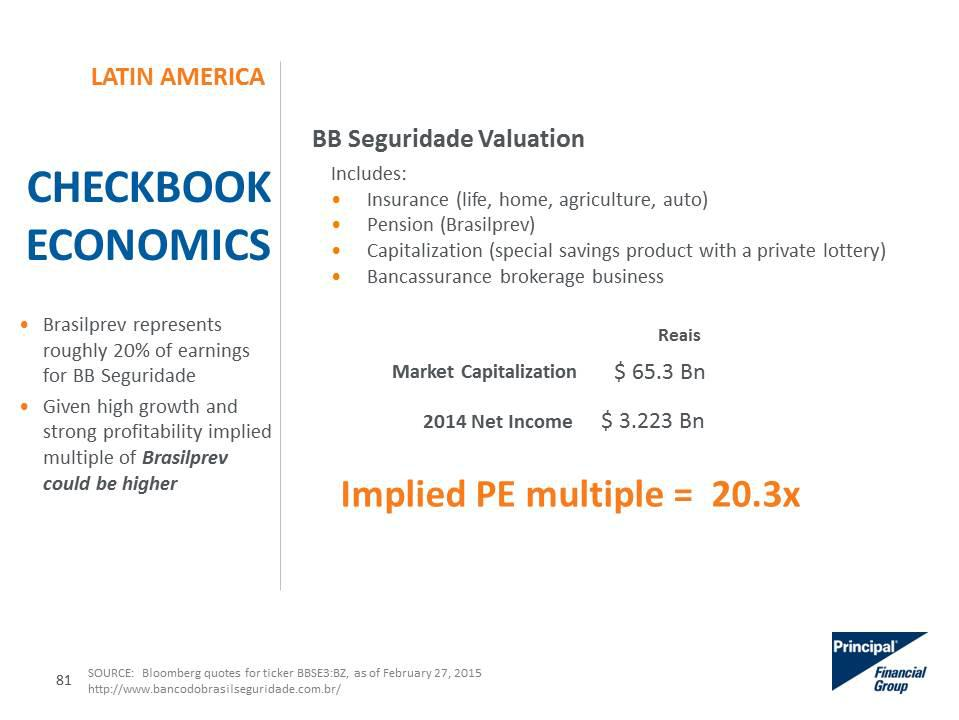 LATIN AMERICA
CHECKBOOK
ECONOMICS
• Brasilprev represents
roughly 20% of earnings
for BB Seguridade
• Given high growth and
strong profitability implied
multiple of Brasilprev
could be higher
BB Seguridade Valuation
Includes:
• Insurance (life, home, agriculture, auto)
• Pension (Brasilprev)
• Capitalization (special savings product with a private lottery)
• Bancassurance brokerage business
Reais
Market Capitalization $ 65.3 Bn
2014 Net Income $ 3.223 Bn
Implied PE multiple = 20.3x
81
SOURCE: Bloomberg quotes for ticker BBSE3:BZ, as of February 27, 2015
http://www.bancodobrasilseguridade.com.br/
Principal®
Financial
Group